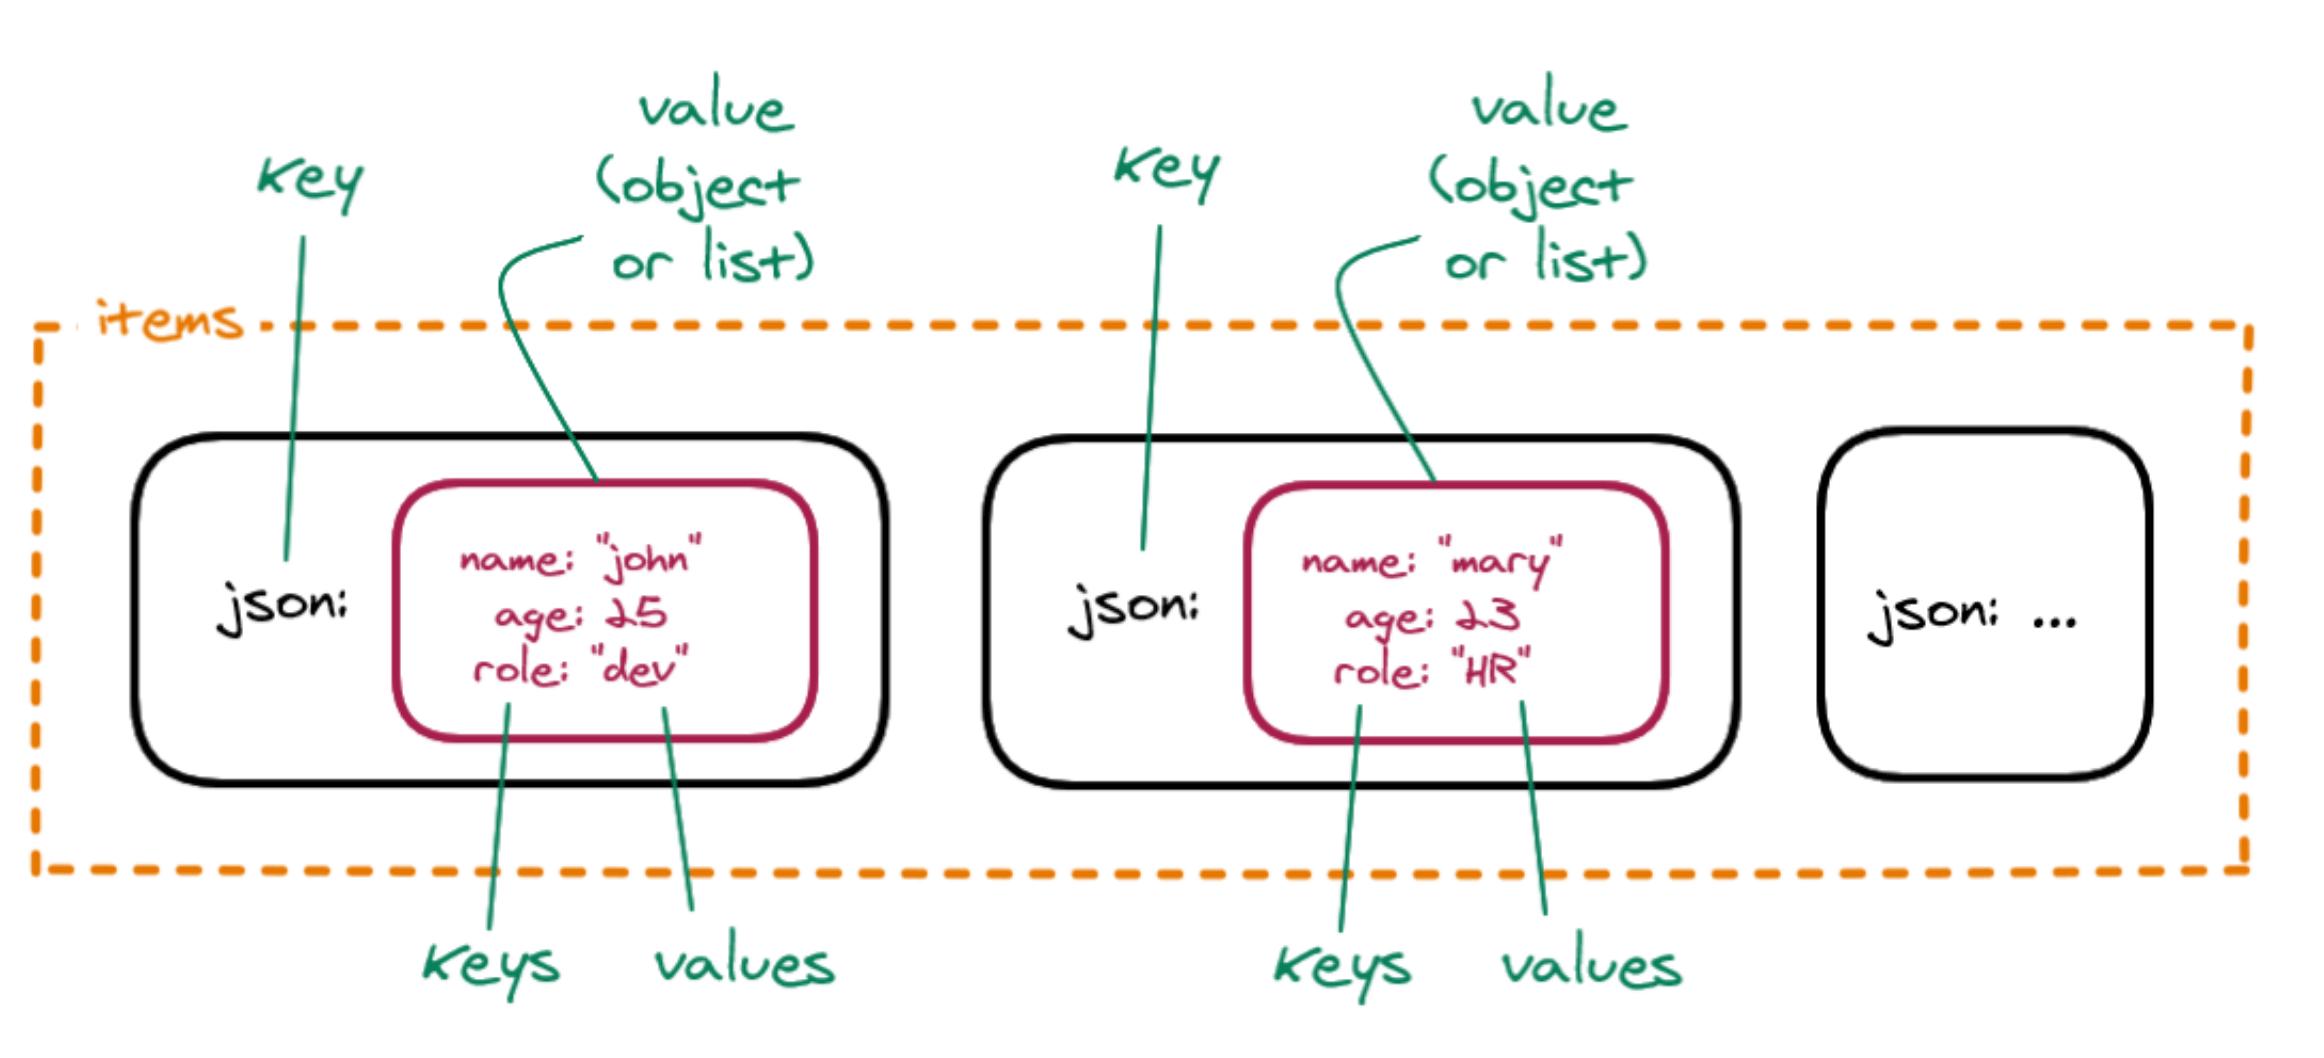 value
(object
or list)
key
value
(object
or list)
key
items
json:
name: "john"
age: 25
role: "dev"
json:
name: "mary"
age: 23
role: "HR"
json: ...
keys
values
keys
values